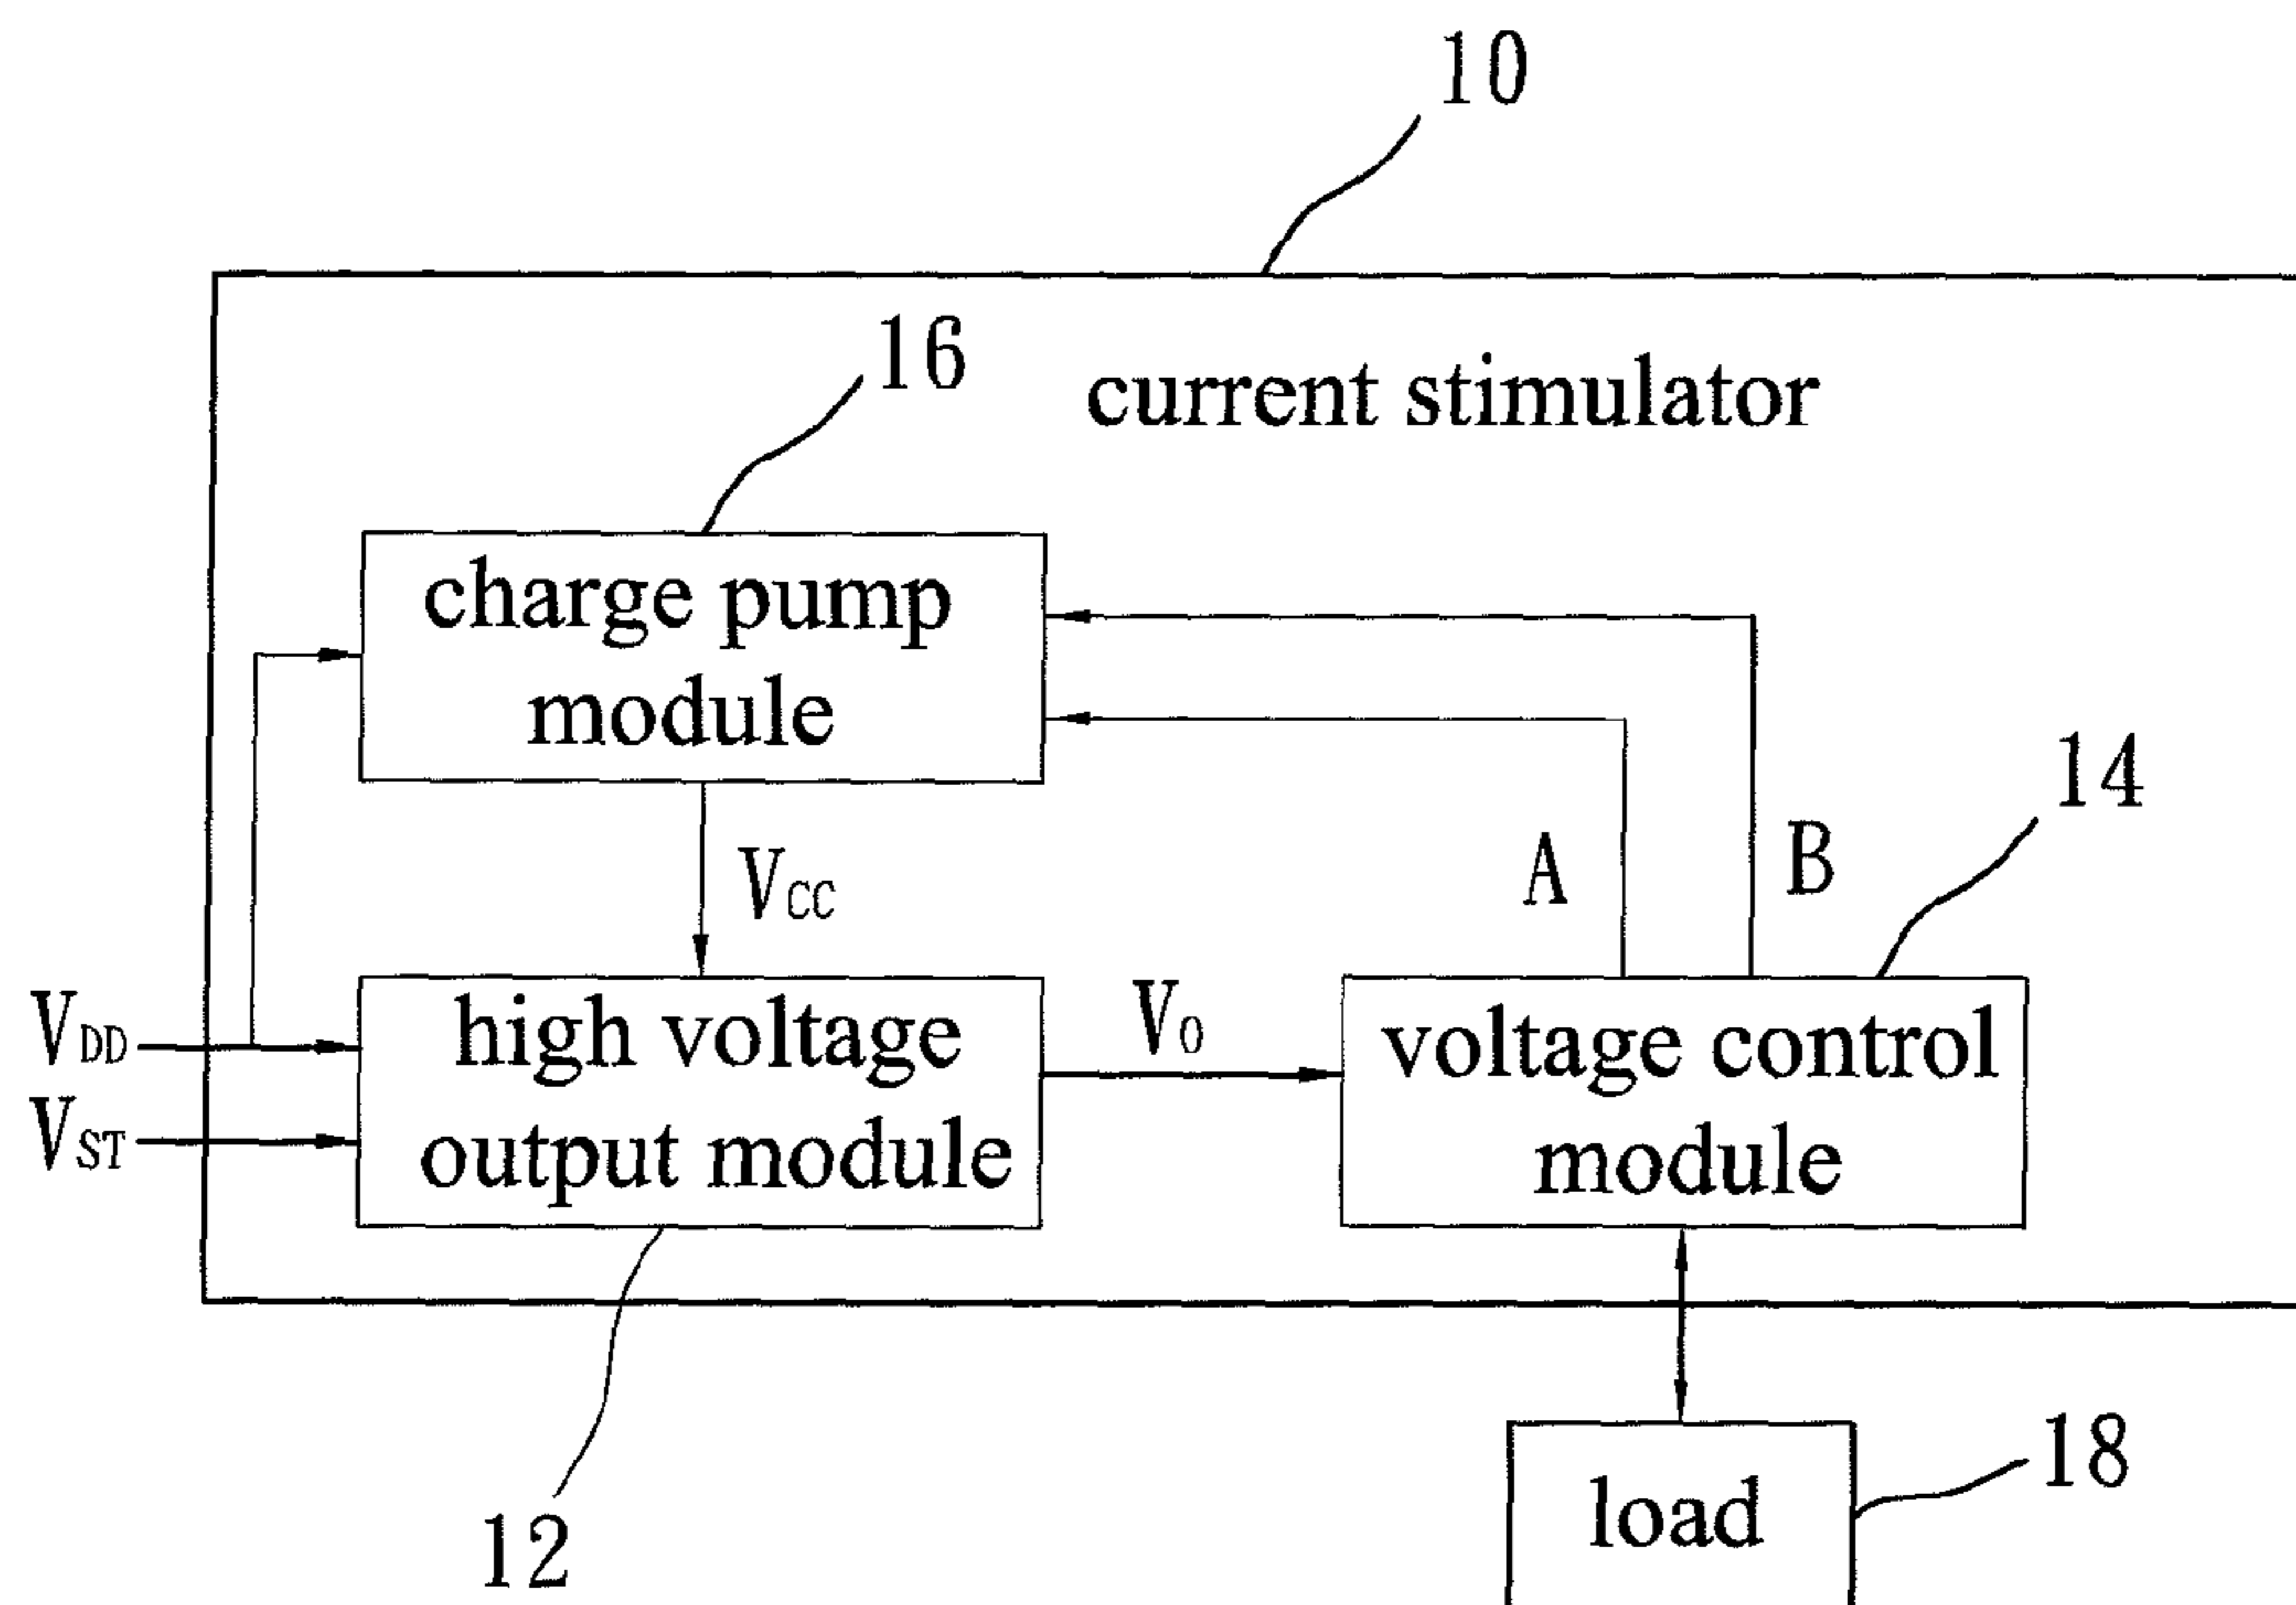 10
16
current stimulator
charge pump
module
14
A
B
VCC
VDD
high voltage
VO
voltage control
VST
output module
module
18
load
12